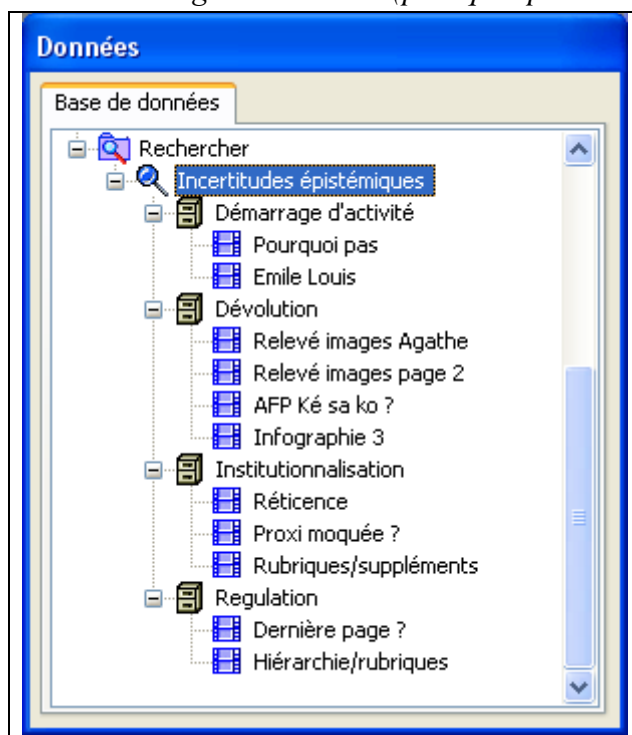 Données
Base de données
Rechercher
Incertitudes épistémiques
Démarrage d'activité
Pourquoi pas
Emile Louis
Dévolution
Relevé images Agathe
Relevé images page 2
AFP Ké sa ko ?
Infographie 3
Institutionnalisation
Réticence
Proxi moquée ?
Rubriques/suppléments
Regulation
Dernière page ?
Hiérarchie/rubriques